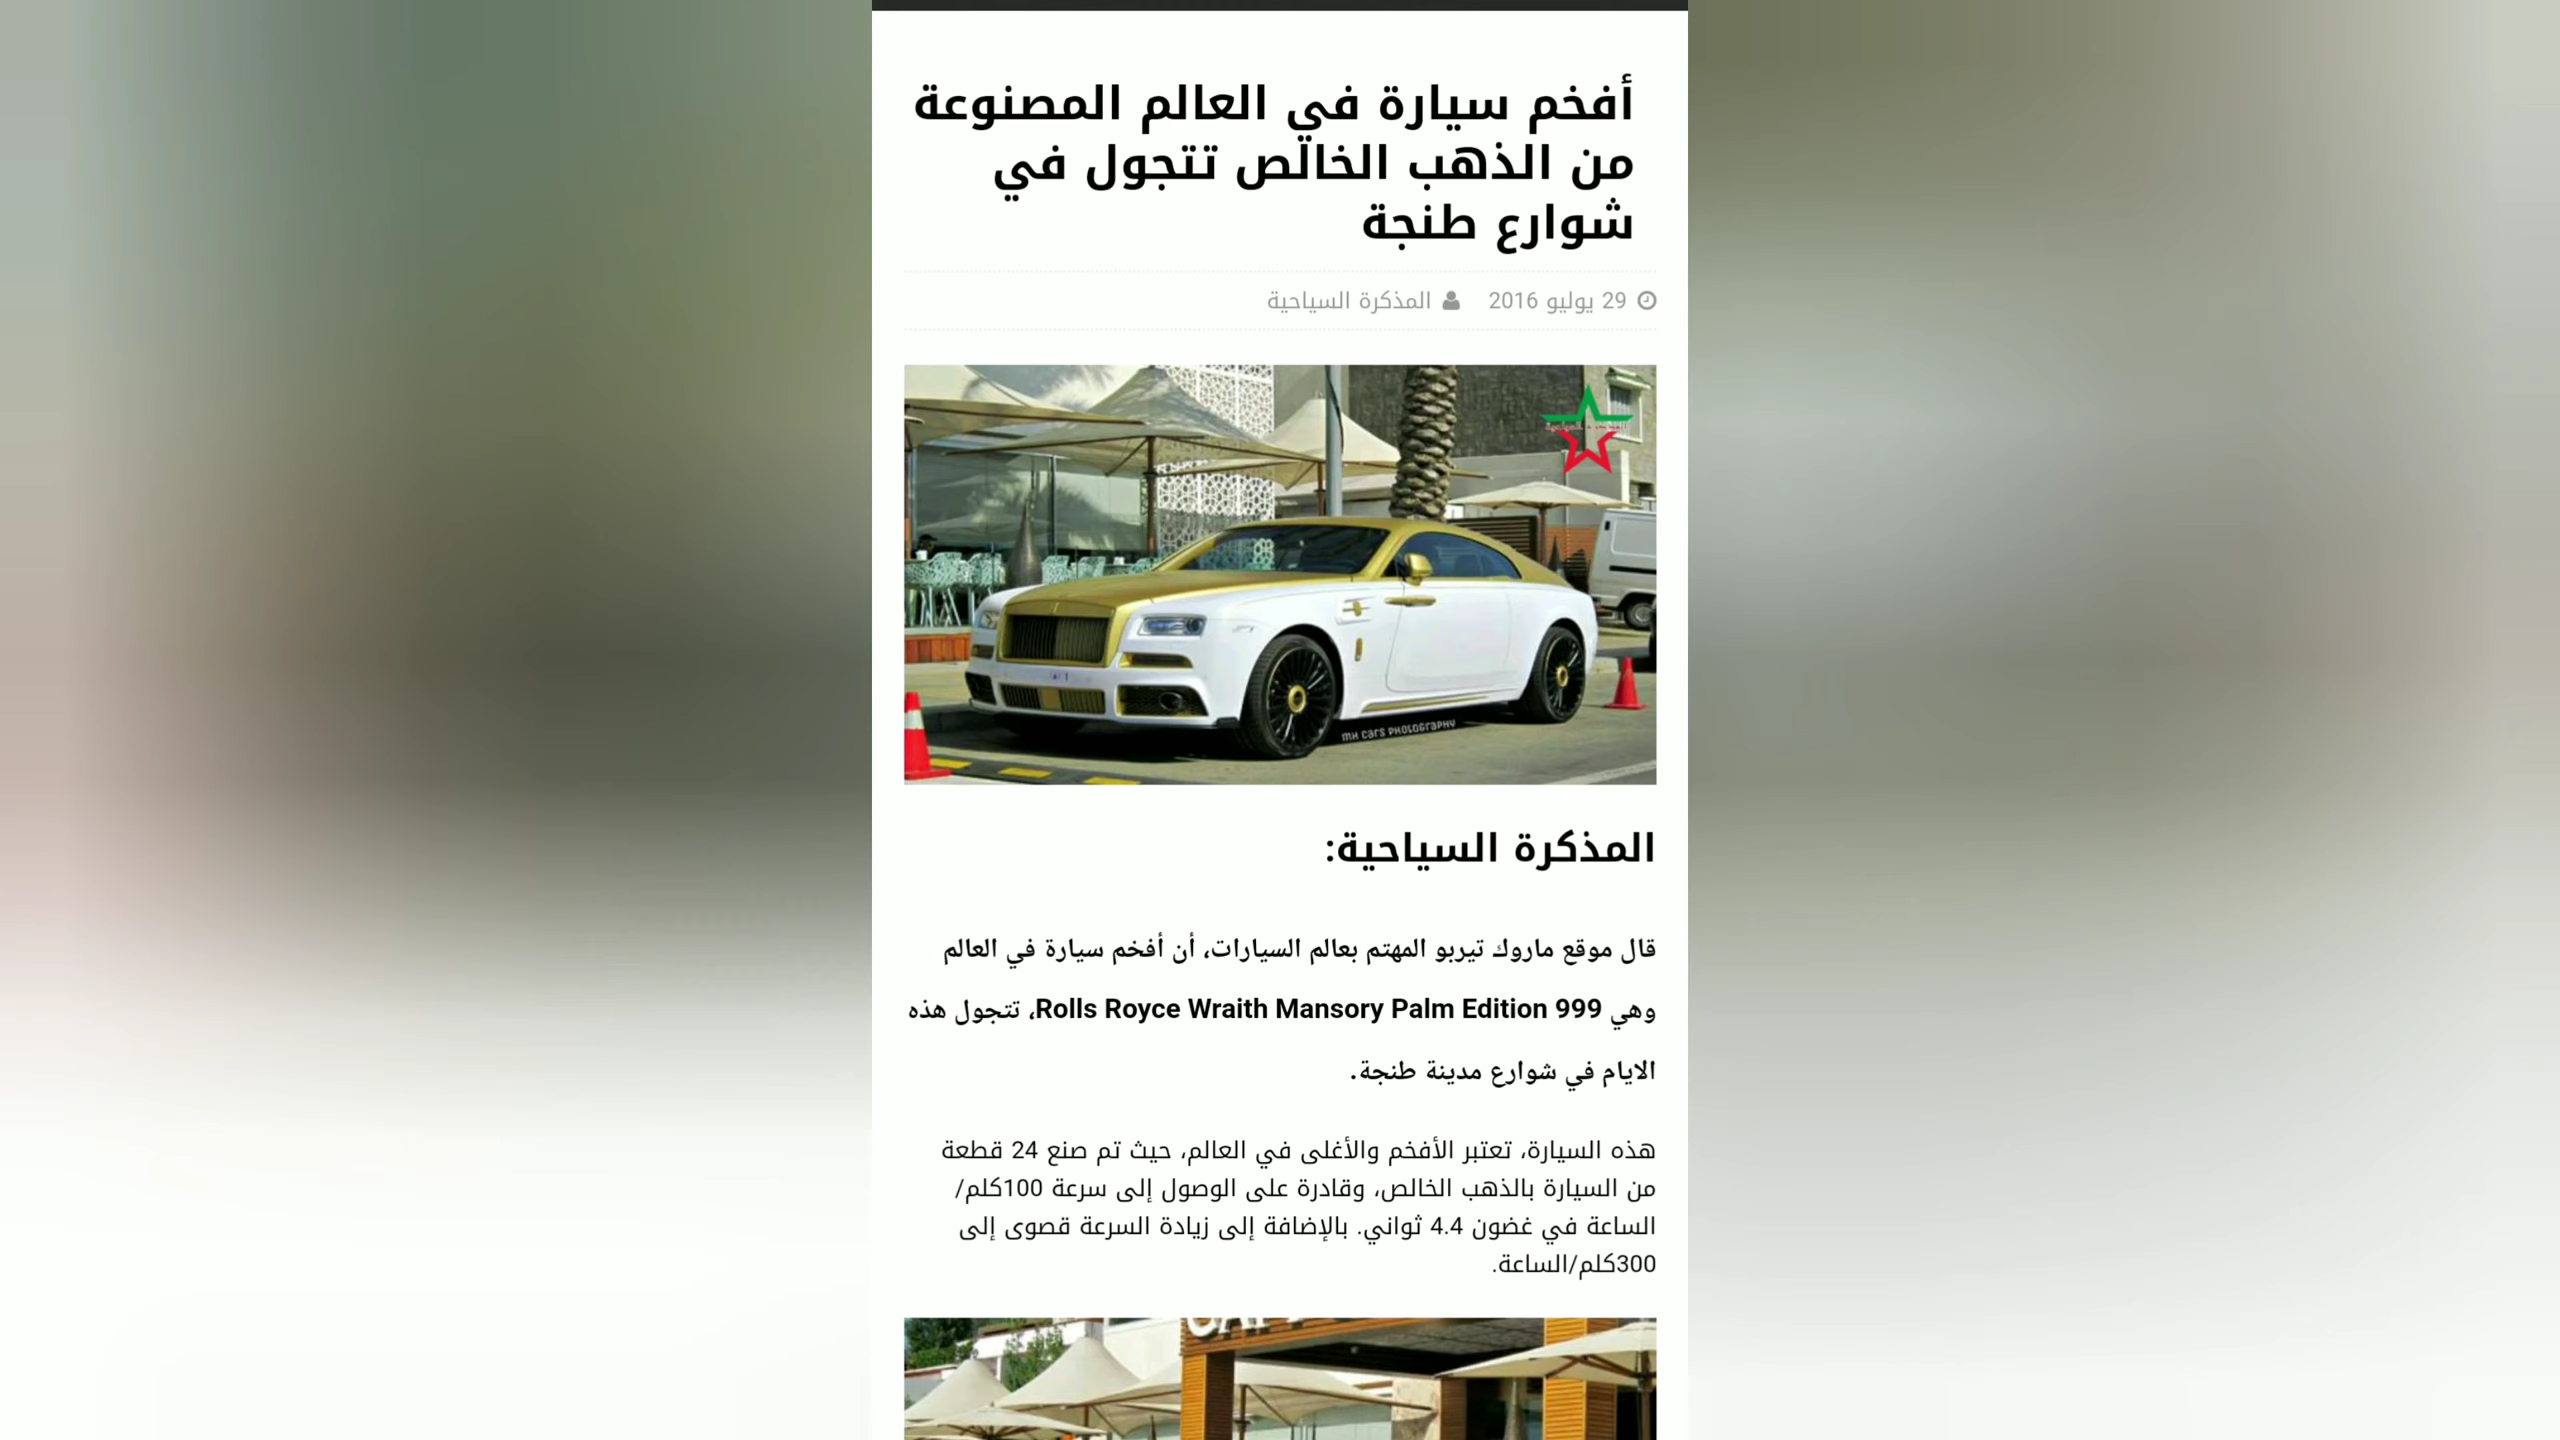 أفخم سيارة في العالم المصنوعة
من الذهب الخالص تتجول في
شوارع طنجة
29 يوليو 2016 المذكرة السياحية
MH Cars PHOTOGRAPHY
المذكرة السياحية:
قال موقع ماروك تيربو المهتم بعالم السيارات، أن أفخم سيارة في العالم
وهي Rolls Royce Wraith Mansory Palm Edition 999، تتجول هذه
الايام في شوارع مدينة طنجة.
هذه السيارة، تعتبر الأفخم والأغلى في العالم، حيث تم صنع 24 قطعة
من السيارة بالذهب الخالص، وقادرة على الوصول إلى سرعة 100كلم/
الساعة في غضون 4.4 ثواني. بالإضافة إلى زيادة السرعة قصوى إلى
300كلم/الساعة.